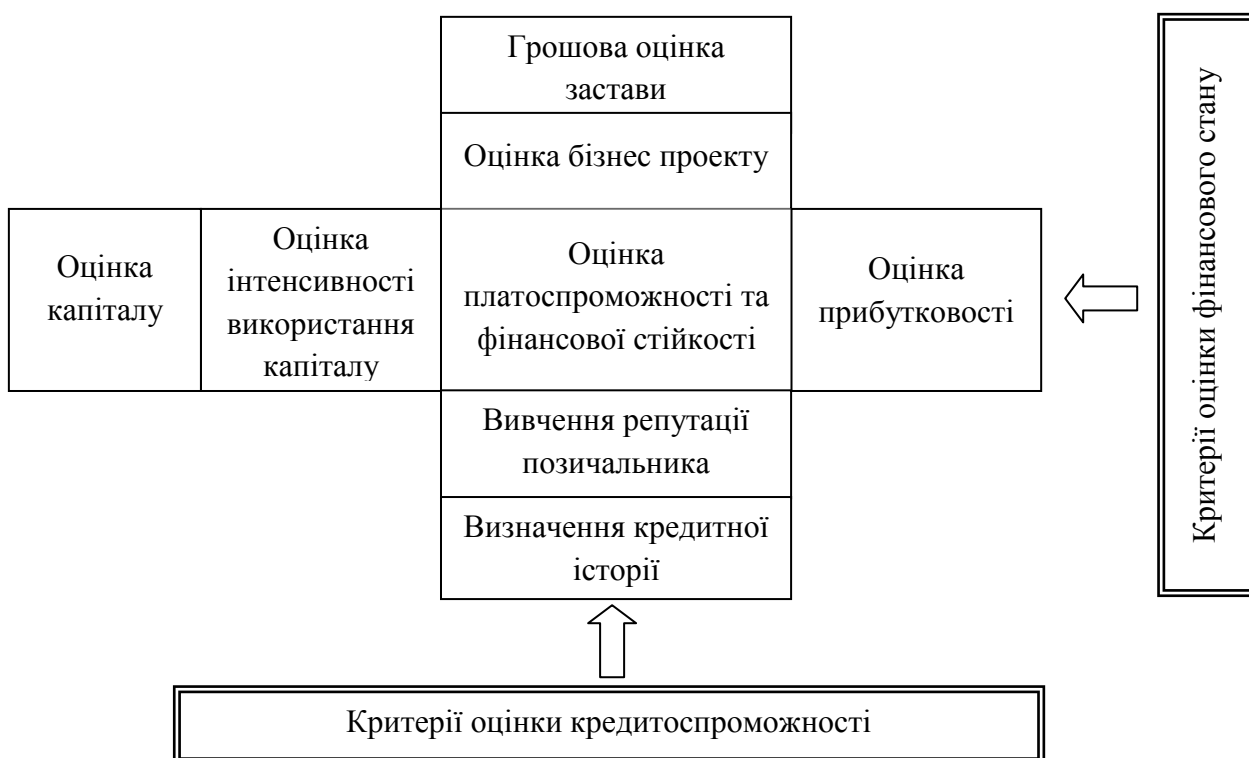 Грошова оцінка
застави
Оцінка бізнес проекту
Оцінка
капіталу
Оцінка
інтенсивності
використання
капіталу
Оцінка
платоспроможності та
фінансової стійкості
Оцінка
прибутковості
Вивчення репутації
позичальника
Визначення кредитної
історії
Критерії оцінки фінансового стану
Критерії оцінки кредитоспроможності